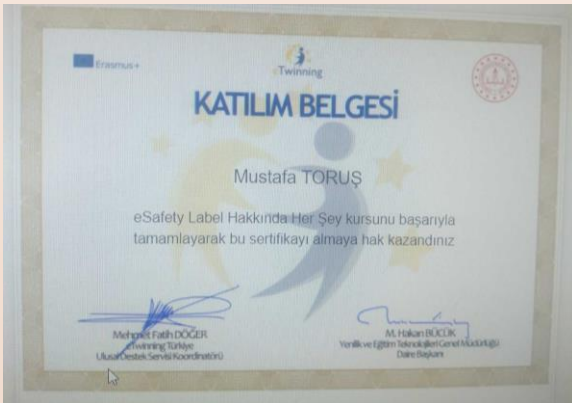 Erasmus+
eTwinning
KATILIM BELGESİ
Mustafa TORUŞ
eSafety Label Hakkında Her Şey kursunu başarıyla
tamamlayarak bu sertifikayı almaya hak kazandınız
Mehmet Fatih DÖĞER
eTwinning Türkiye
Ulusal Destek Servisi Koordinatörü
M. Hakan BÜCÜK
Yenilik ve Eğitim Teknolojileri Genel Müdürlüğü
Daire Başkanı